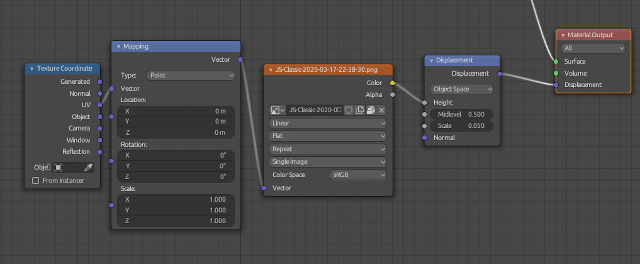 Texture Coordinate
Generated
Normal
UV
Object
Camera
Window
Reflection
Obje
From Instancer
Mapping
Vector
Type: Point
Vector
Location:
X 0 m
Y 0 m
Z 0 m
Rotation:
X 0°
Y 0°
Z 0°
Scale:
X 1.000
Y 1.000
Z 1.000
JS-Classic-2020-03-17-22-38-30.png
Color
Alpha
JS-Classic-2020-0
Linear
Flat
Repeat
Single Image
Color Space sRGB
Vector
Displacement
Displacement
Object Space
Height
Midlevel 0.500
Scale 0.050
Normal
Material Output
All
Surface
Volume
Displacement